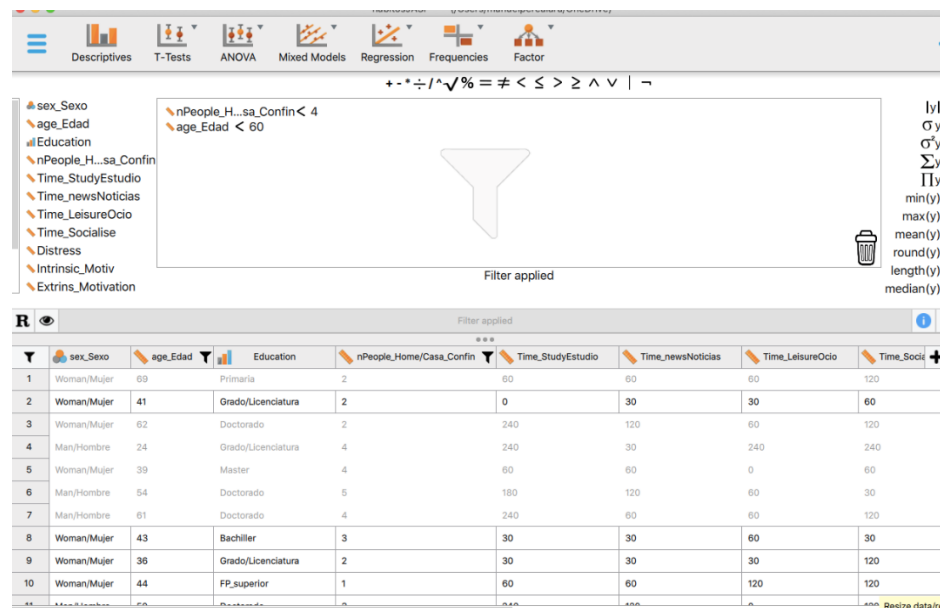 Descriptives T-Tests ANOVA Mixed Models Regression Frequencies Factor
+ - * ÷ / ^ √ % = ≠ < ≤ > ≥ ∧ ∨ | ¬
sex_Sexo
age_Edad
Education
nPeople_H...sa_Confin
Time_StudyEstudio
Time_newsNoticias
Time_LeisureOcio
Time_Socialise
Distress
Intrinsic_Motiv
Extrins_Motivation
nPeople_H...sa_Confin < 4
age_Edad < 60
Filter applied
|y|
σy
σ²y
Σy
∏y
min(y)
max(y)
mean(y)
round(y)
length(y)
median(y)
R Filter applied i
sex_Sexo age_Edad Education nPeople_Home/Casa_Confin Time_StudyEstudio Time_newsNoticias Time_LeisureOcio Time_Socia
1 Woman/Mujer 69 Primaria 2 60 60 60 120
2 Woman/Mujer 41 Grado/Licenciatura 2 0 30 30 60
3 Woman/Mujer 62 Doctorado 2 240 120 60 120
4 Man/Hombre 24 Grado/Licenciatura 4 240 30 240 240
5 Woman/Mujer 39 Master 4 60 60 0 60
6 Man/Hombre 54 Doctorado 5 180 120 60 30
7 Man/Hombre 61 Doctorado 4 240 60 60 120
8 Woman/Mujer 43 Bachiller 3 30 30 60 30
9 Woman/Mujer 36 Grado/Licenciatura 2 30 30 30 120
10 Woman/Mujer 44 FP_superior 1 60 60 120 120
Resize data/r